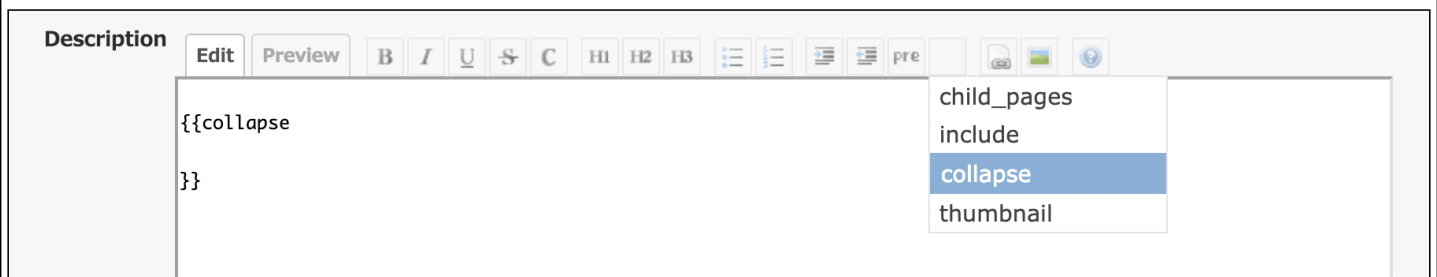 Description
Edit Preview B I U S C H1 H2 H3 pre
{{collapse
}}
child_pages
include
collapse
thumbnail